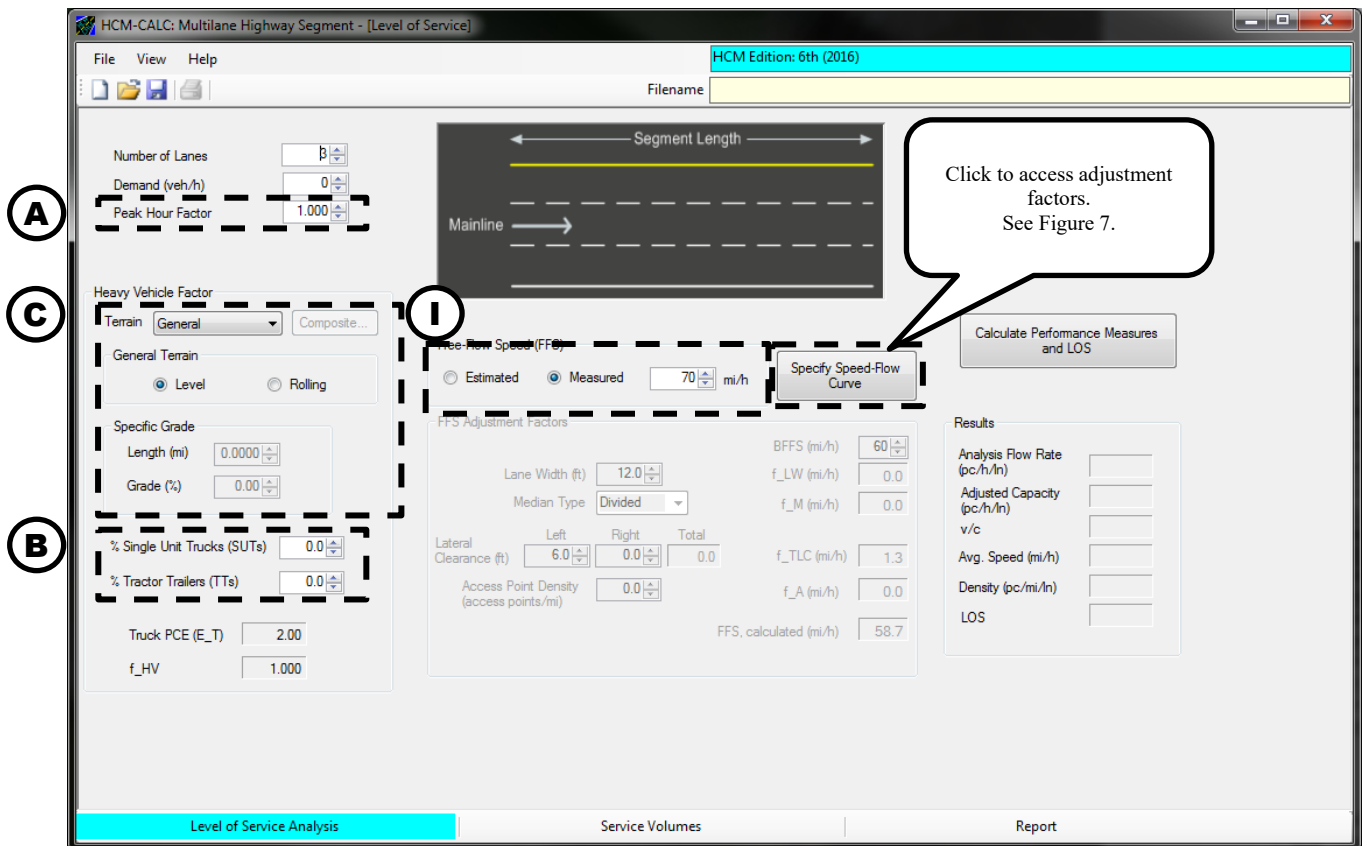 HCM-CALC: Multilane Highway Segment - [Level of Service]
File View Help
HCM Edition: 6th (2016)
Filename
Number of Lanes 3
Demand (veh/h) 0
A
Peak Hour Factor 1.000
Segment Length
Mainline
Click to access adjustment
factors.
See Figure 7.
Heavy Vehicle Factor
C
Terrain General Composite...
General Terrain
Level Rolling
Specific Grade
Length (mi) 0.0000
Grade (%) 0.00
B
% Single Unit Trucks (SUTs) 0.0
% Tractor Trailers (TTs) 0.0
Truck PCE (E_T) 2.00
f_HV 1.000
I
Free-Flow Speed (FFS)
Estimated Measured 70 mi/h
Specify Speed-Flow
Curve
FFS Adjustment Factors
BFFS (mi/h) 60
Lane Width (ft) 12.0 f_LW (mi/h) 0.0
Median Type Divided f_M (mi/h) 0.0
Left Right Total
Lateral
Clearance (ft) 6.0 0.0 0.0 f_TLC (mi/h) 1.3
Access Point Density
(access points/mi) 0.0 f_A (mi/h) 0.0
FFS, calculated (mi/h) 58.7
Calculate Performance Measures
and LOS
Results
Analysis Flow Rate
(pc/h/ln)
Adjusted Capacity
(pc/h/ln)
v/c
Avg. Speed (mi/h)
Density (pc/mi/ln)
LOS
Level of Service Analysis Service Volumes Report